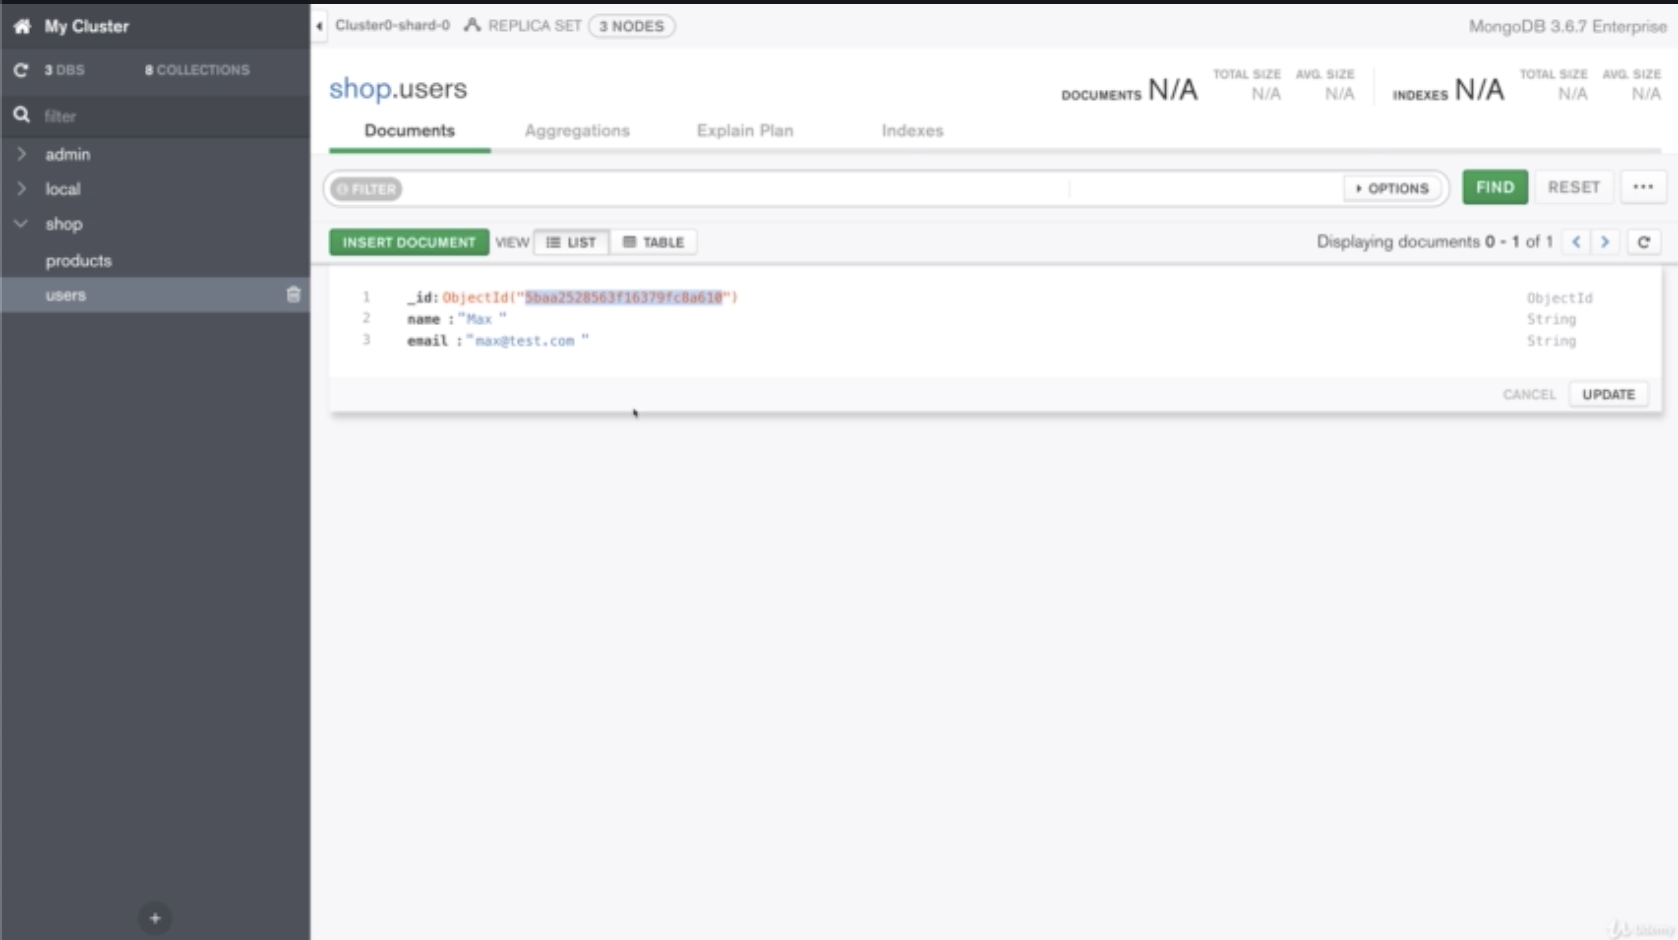 My Cluster
Cluster0-shard-0 REPLICA SET 3 NODES
MongoDB 3.6.7 Enterprise
3 DBS 8 COLLECTIONS
filter
admin
local
shop
products
users
shop.users
DOCUMENTS N/A TOTAL SIZE N/A AVG. SIZE N/A
INDEXES N/A TOTAL SIZE N/A AVG. SIZE N/A
Documents Aggregations Explain Plan Indexes
FILTER OPTIONS FIND RESET ...
INSERT DOCUMENT VIEW LIST TABLE
Displaying documents 0 - 1 of 1
1 _id: ObjectId("5baa2528563f16379fc8a610") ObjectId
2 name : "Max " String
3 email : "max@test.com " String
CANCEL UPDATE
Udemy